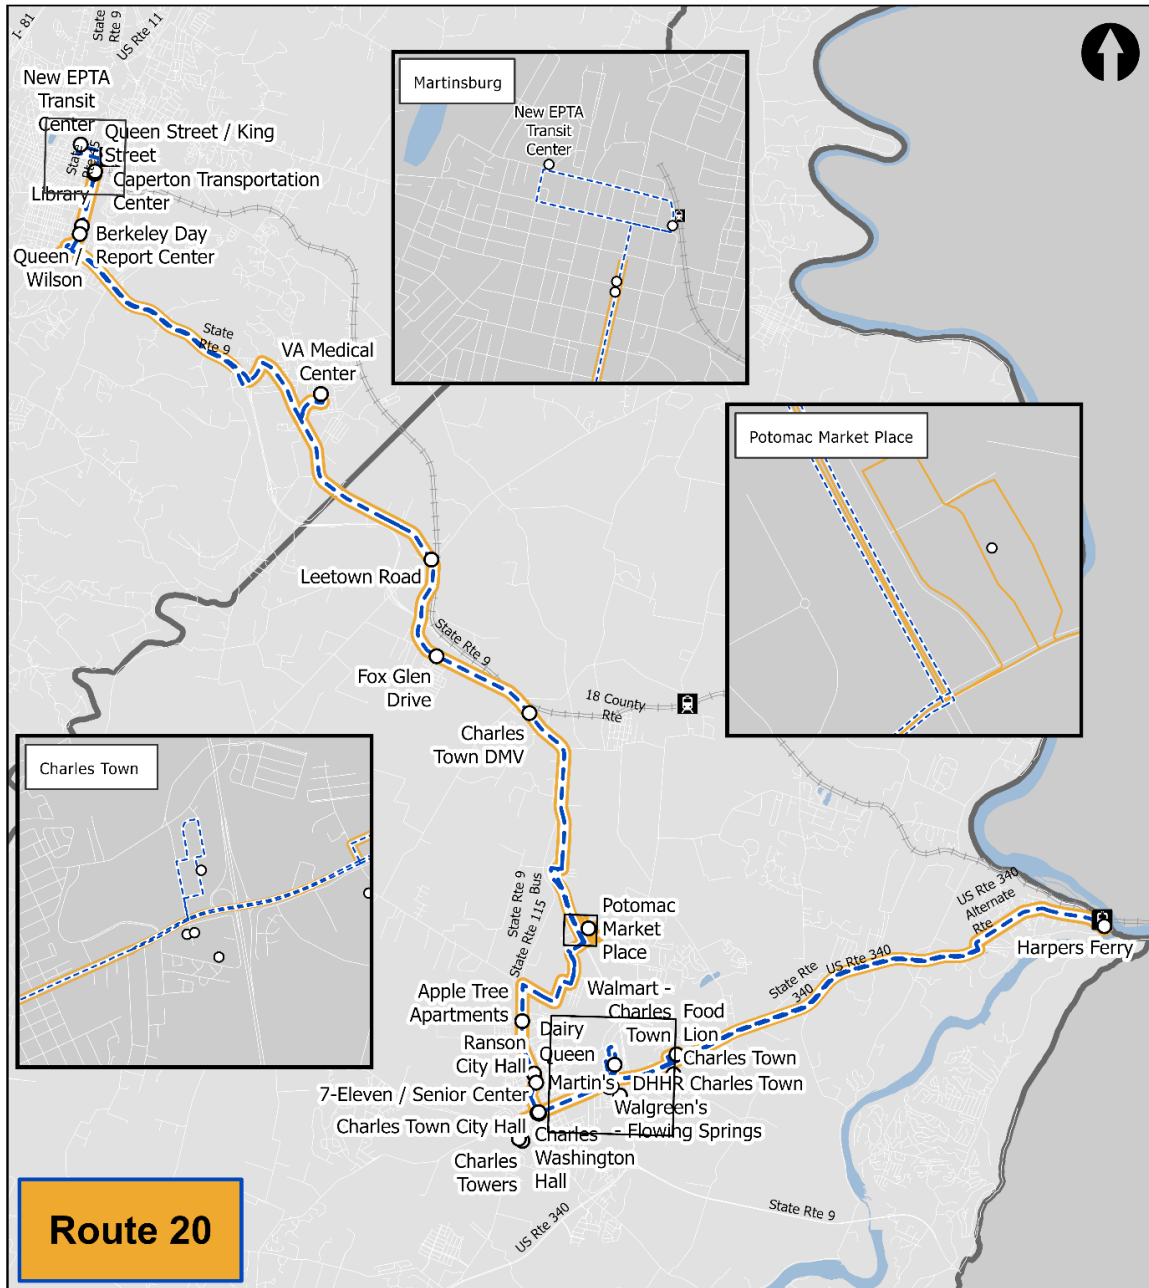 I- 81
State
Rte 9
US Rte 11
New EPTA
Transit
Center
Queen Street / King
Street
State
Rte 45
Caperton Transportation
Center
Library
Berkeley Day
Report Center
Queen /
Wilson
State
Rte 9
VA Medical
Center
Martinsburg
New EPTA
Transit
Center
Potomac Market Place
Leetown Road
State Rte 9
Fox Glen
Drive
18 County
Rte
Charles
Town DMV
Charles Town
State Rte 9
State Rte 115 Bus
Potomac
Market
Place
US Rte 340
Alternate
Rte
Harpers Ferry
US Rte 340
State Rte
340
Apple Tree
Apartments
Walmart -
Charles
Town
Food
Lion
Dairy
Queen
Ranson
City Hall
Charles Town
Martin's
DHHR Charles Town
7-Eleven / Senior Center
Walgreen's
- Flowing Springs
Charles Town City Hall
Charles
Washington
Hall
Charles
Towers
US Rte 340
State Rte 9
Route 20